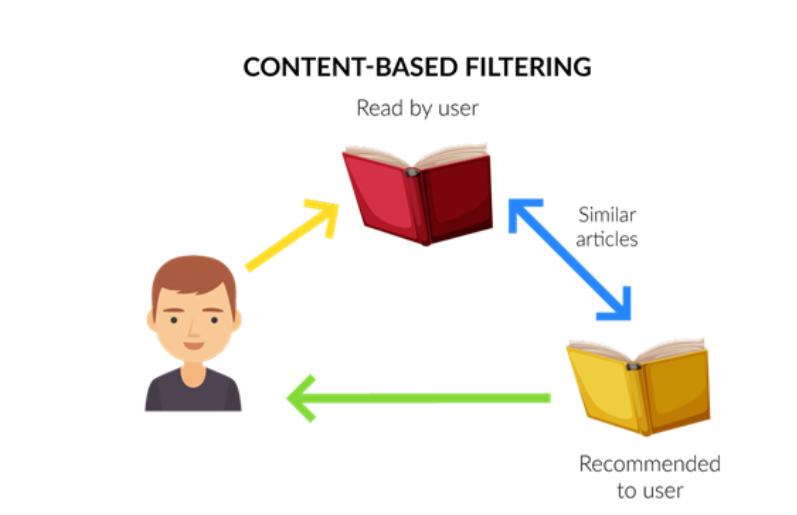 CONTENT-BASED FILTERING
Read by user
Similar
articles
Recommended
to user